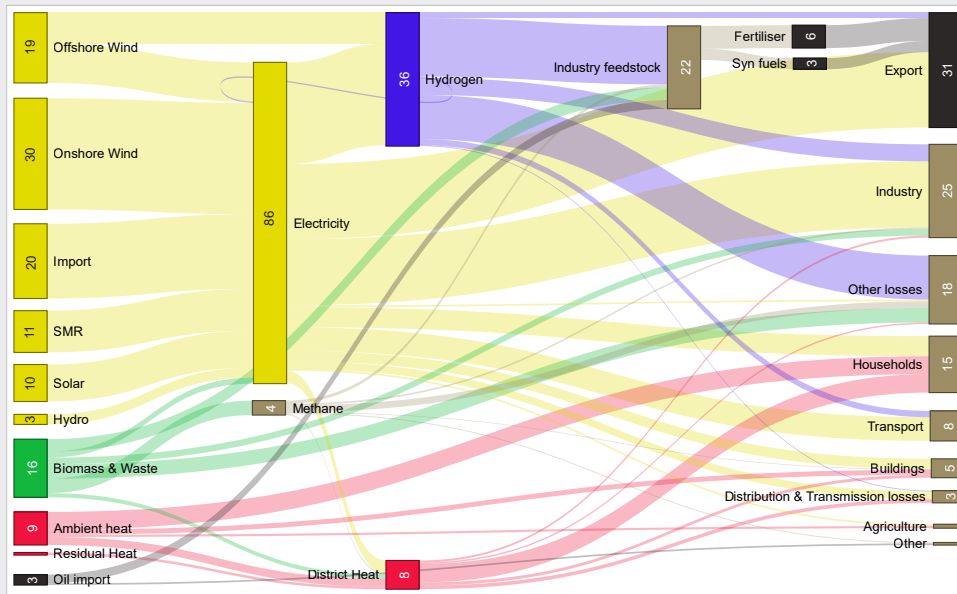 19 Offshore Wind
30 Onshore Wind
20 Import
11 SMR
10 Solar
3 Hydro
16 Biomass & Waste
9 Ambient heat
Residual Heat
3 Oil import
86 Electricity
4 Methane
36 Hydrogen
District Heat 8
Industry feedstock 22
Fertiliser 6
Syn fuels 3
Export 31
Industry 25
Other losses 18
Households 15
Transport 8
Buildings 5
Distribution & Transmission losses 3
Agriculture
Other